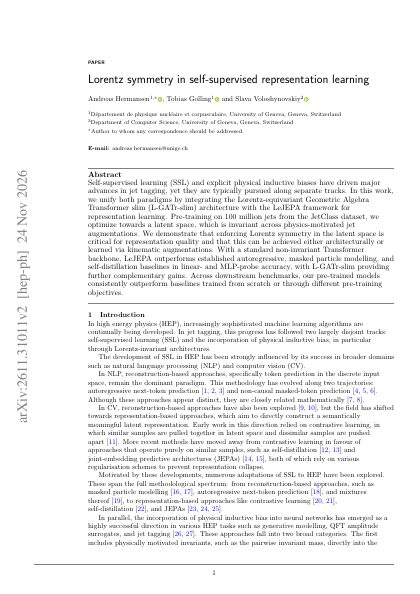 PAPER
Lorentz symmetry in self-supervised representation learning
Andreas Hermansen1,*, Tobias Golling1 and Slava Voloshynovskiy2
1Département de physique nucléaire et corpusculaire, University of Geneva, Geneva, Switzerland
2Department of Computer Science, University of Geneva, Geneva, Switzerland
*Author to whom any correspondence should be addressed.
E-mail: andreas.hermansen@unige.ch
Abstract
Self-supervised learning (SSL) and explicit physical inductive biases have driven major
advances in jet tagging, yet they are typically pursued along separate tracks. In this work,
we unify both paradigms by integrating the Lorentz-equivariant Geometric Algebra
Transformer slim (L-GATr-slim) architecture with the LeJEPA framework for
representation learning. Pre-training on 100 million jets from the JetClass dataset, we
optimize towards a latent space, which is invariant across physics-motivated jet
augmentations. We demonstrate that enforcing Lorentz symmetry in the latent space is
critical for representation quality and that this can be achieved either architecturally or
learned via kinematic augmentations. With a standard non-invariant Transformer
backbone, LeJEPA outperforms established autoregressive, masked particle modelling, and
self-distillation baselines in linear- and MLP-probe accuracy, with L-GATr-slim providing
further complementary gains. Across downstream benchmarks, our pre-trained models
consistently outperform baselines trained from scratch or through different pre-training
objectives.
1 Introduction
In high energy physics (HEP), increasingly sophisticated machine learning algorithms are
continually being developed. In jet tagging, this progress has followed two largely disjoint tracks:
self-supervised learning (SSL) and the incorporation of physical inductive bias, in particular
through Lorentz-invariant architectures.
The development of SSL in HEP has been strongly influenced by its success in broader domains
such as natural language processing (NLP) and computer vision (CV).
In NLP, reconstruction-based approaches, specifically token prediction in the discrete input
space, remain the dominant paradigm. This methodology has evolved along two trajectories:
autoregressive next-token prediction [1, 2, 3] and non-causal masked-token prediction [4, 5, 6].
Although these approaches appear distinct, they are closely related mathematically [7, 8].
In CV, reconstruction-based approaches have also been explored [9, 10], but the field has shifted
towards representation-based approaches, which aim to directly construct a semantically
meaningful latent representation. Early work in this direction relied on contrastive learning, in
which similar samples are pulled together in latent space and dissimilar samples are pushed
apart [11]. More recent methods have moved away from contrastive learning in favour of
approaches that operate purely on similar samples, such as self-distillation [12, 13] and
joint-embedding predictive architectures (JEPAs) [14, 15], both of which rely on various
regularisation schemes to prevent representation collapse.
Motivated by these developments, numerous adaptations of SSL to HEP have been explored.
These span the full methodological spectrum: from reconstruction-based approaches, such as
masked particle modelling [16, 17], autoregressive next-token prediction [18], and mixtures
thereof [19], to representation-based approaches like contrastive learning [20, 21],
self-distillation [22], and JEPAs [23, 24, 25].
In parallel, the incorporation of physical inductive bias into neural networks has emerged as a
highly successful direction in various HEP tasks such as generative modelling, QFT amplitude
surrogates, and jet tagging [26, 27]. These approaches fall into two broad categories. The first
includes physically motivated invariants, such as the pairwise invariant mass, directly into the
1
arXiv:2611.31011v2 [hep-ph] 24 Nov 2026